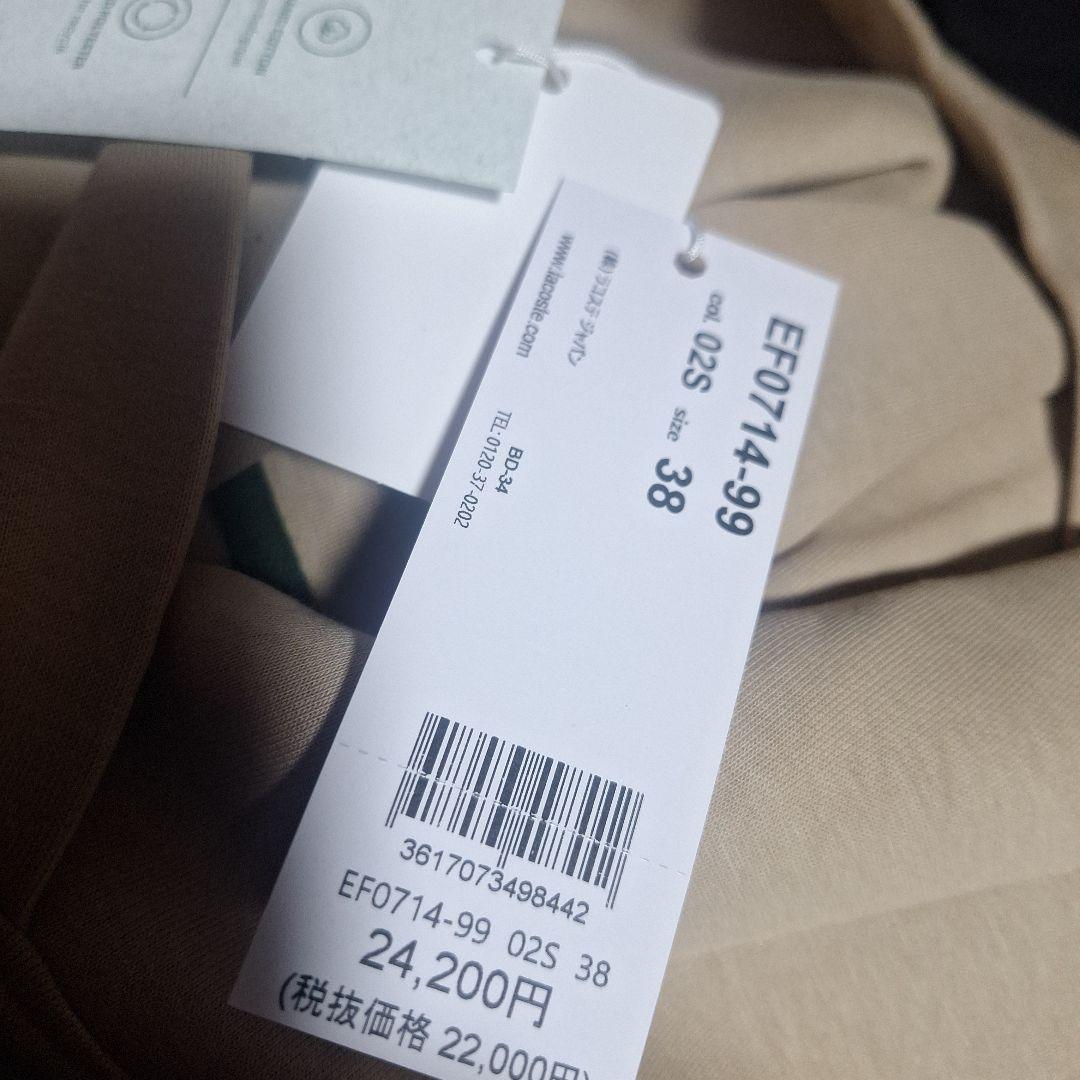 EF0714-99
col. 02S size 38
(株)ラコステ ジャパン
www.lacoste.com
BD-34
TEL: 0120-37-0202
3617073498442
EF0714-99 02S 38
24,200円
(税抜価格 22,000円)